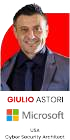 GIULIO ASTORI
Microsoft
USA
Cyber Security Architect